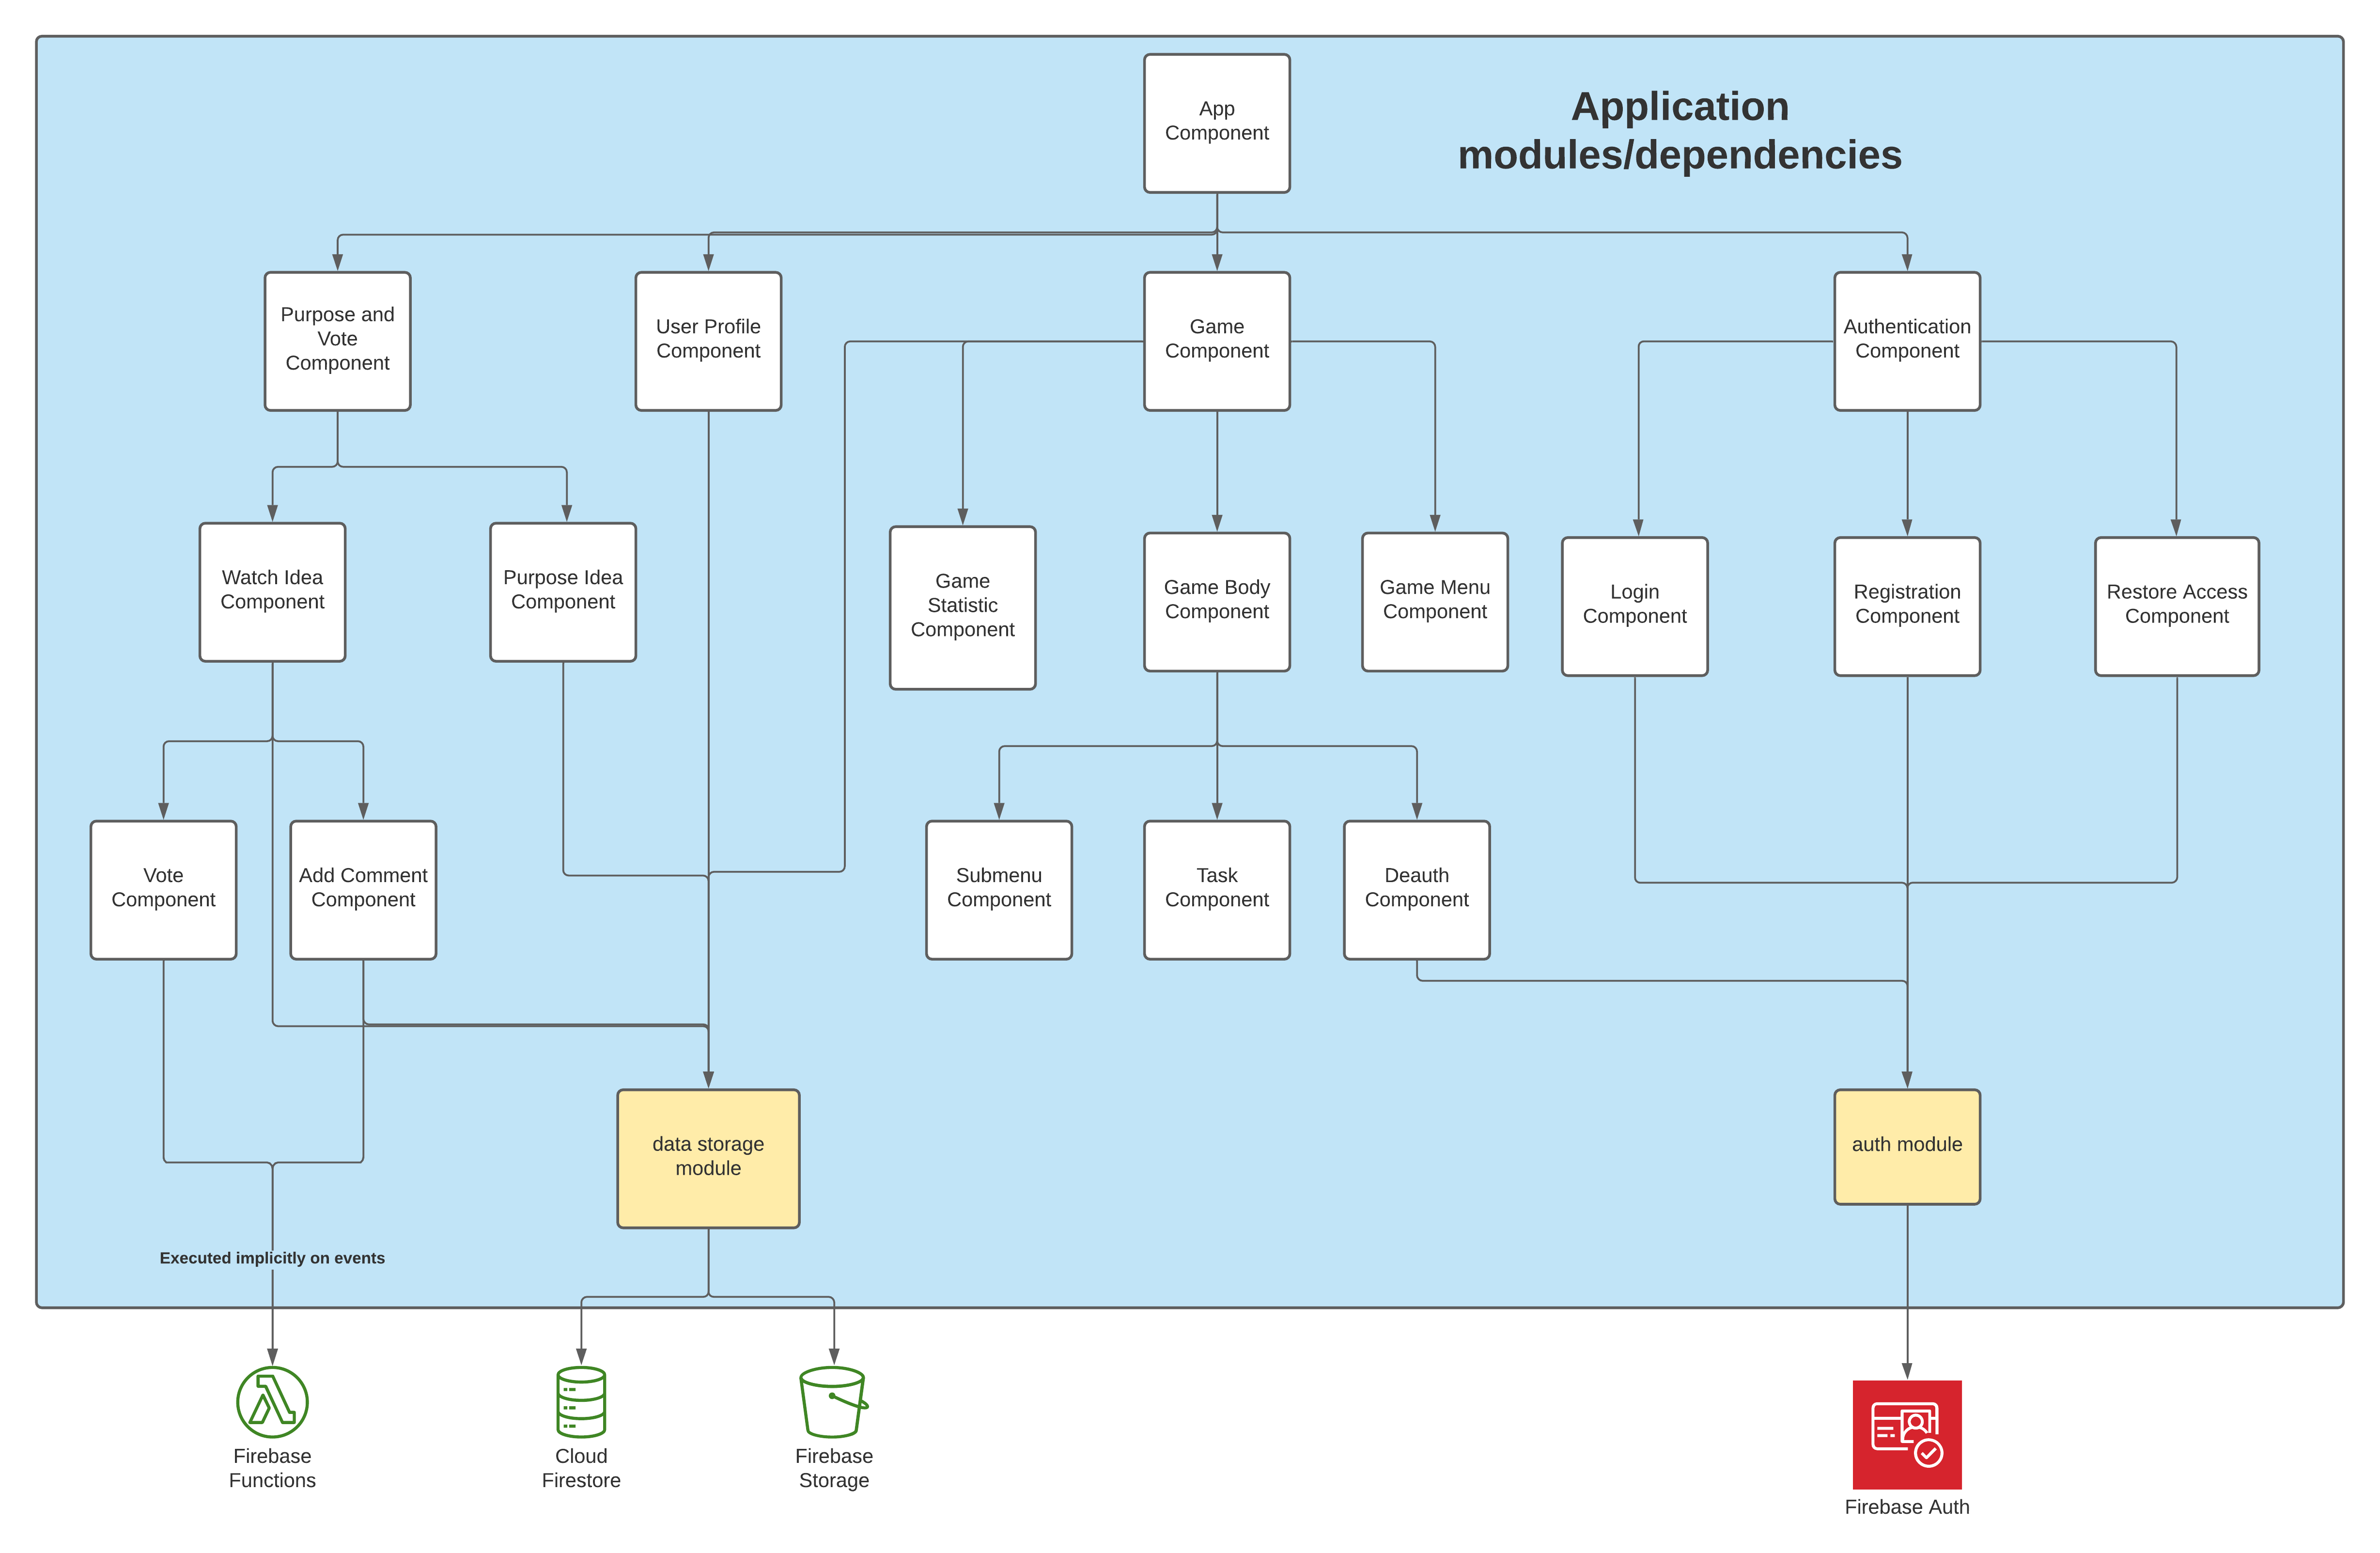 App
Component
Application
modules/dependencies
Purpose and
Vote
Component
User Profile
Component
Game
Component
Authentication
Component
Watch Idea
Component
Purpose Idea
Component
Game
Statistic
Component
Game Body
Component
Game Menu
Component
Login
Component
Registration
Component
Restore Access
Component
Vote
Component
Add Comment
Component
Submenu
Component
Task
Component
Deauth
Component
data storage
module
auth module
Executed implicitly on events
Firebase
Functions
Cloud
Firestore
Firebase
Storage
Firebase Auth